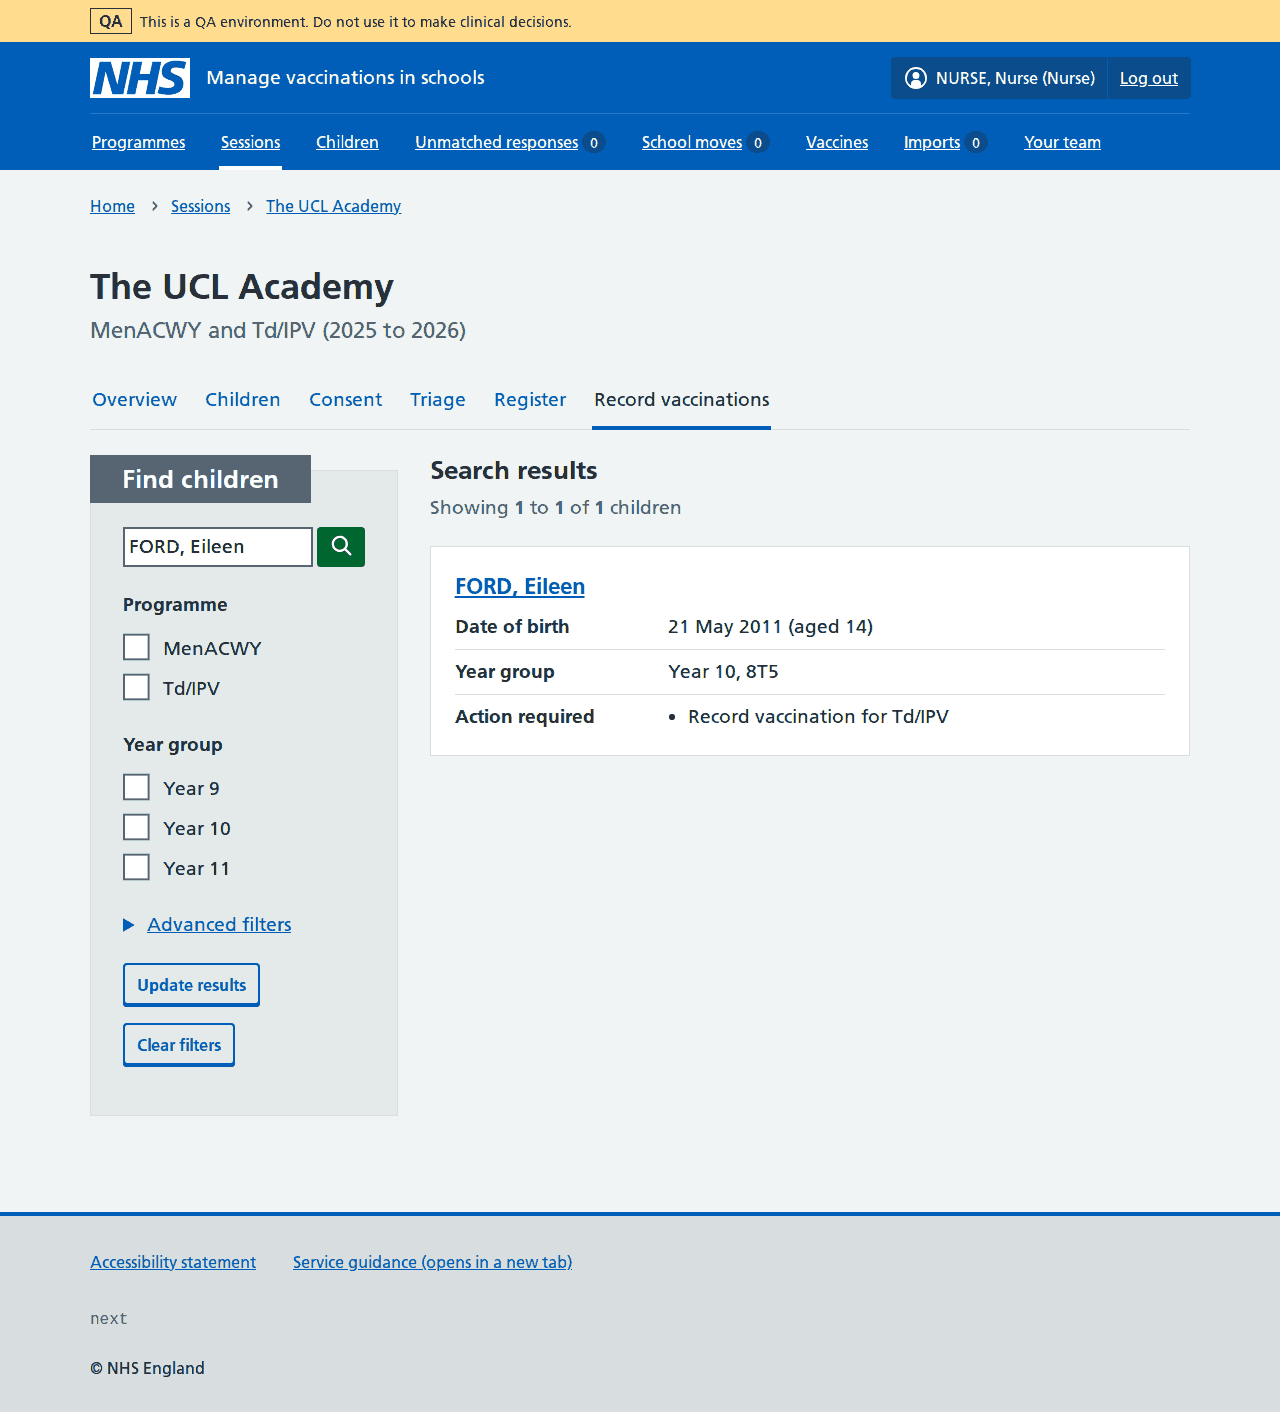 QA This is a QA environment. Do not use it to make clinical decisions.
NHS Manage vaccinations in schools NURSE, Nurse (Nurse) Log out
Programmes Sessions Children Unmatched responses 0 School moves 0 Vaccines Imports 0 Your team
Home Sessions The UCL Academy
The UCL Academy
MenACWY and Td/IPV (2025 to 2026)
Overview Children Consent Triage Register Record vaccinations
Find children
FORD, Eileen
Programme
MenACWY
Td/IPV
Year group
Year 9
Year 10
Year 11
Advanced filters
Update results
Clear filters
Search results
Showing 1 to 1 of 1 children
FORD, Eileen
Date of birth 21 May 2011 (aged 14)
Year group Year 10, 8T5
Action required • Record vaccination for Td/IPV
Accessibility statement Service guidance (opens in a new tab)
next
© NHS England